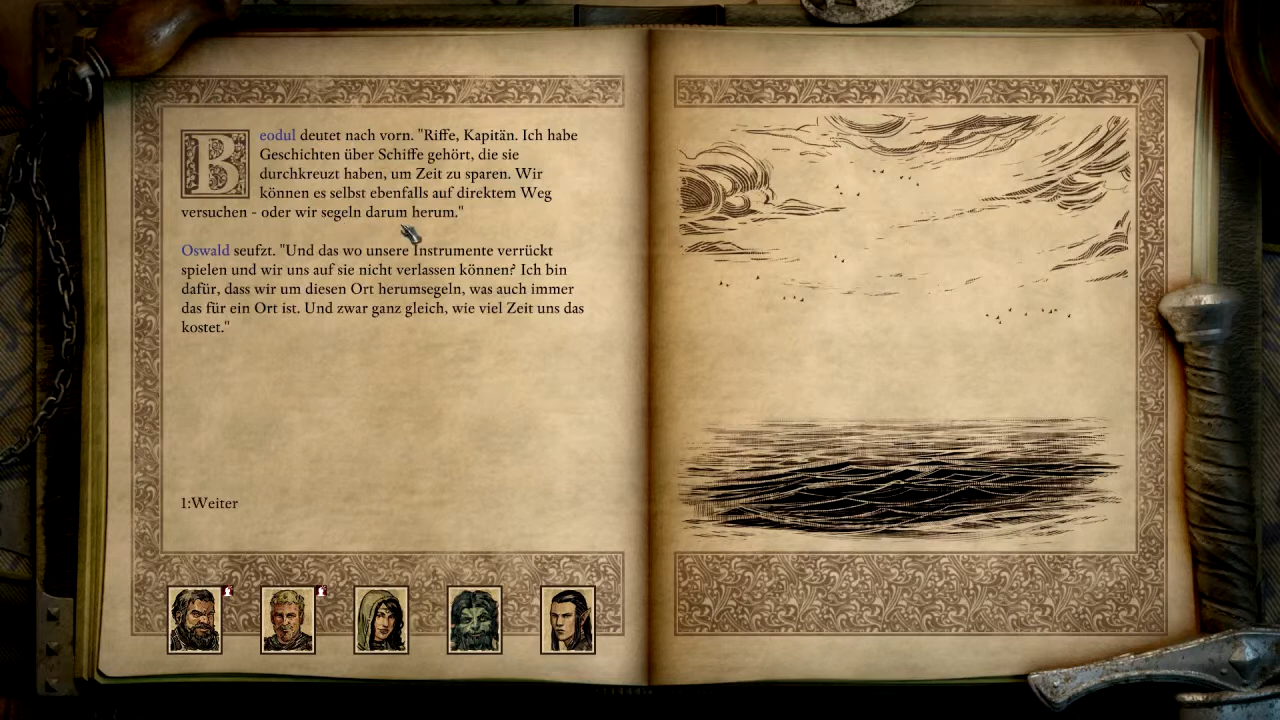 Beodul deutet nach vorn. "Riffe, Kapitän. Ich habe
Geschichten über Schiffe gehört, die sie
durchkreuzt haben, um Zeit zu sparen. Wir
können es selbst ebenfalls auf direktem Weg
versuchen - oder wir segeln darum herum."
Oswald seufzt. "Und das wo unsere Instrumente verrückt
spielen und wir uns auf sie nicht verlassen können? Ich bin
dafür, dass wir um diesen Ort herumsegeln, was auch immer
das für ein Ort ist. Und zwar ganz gleich, wie viel Zeit uns das
kostet."
1:Weiter